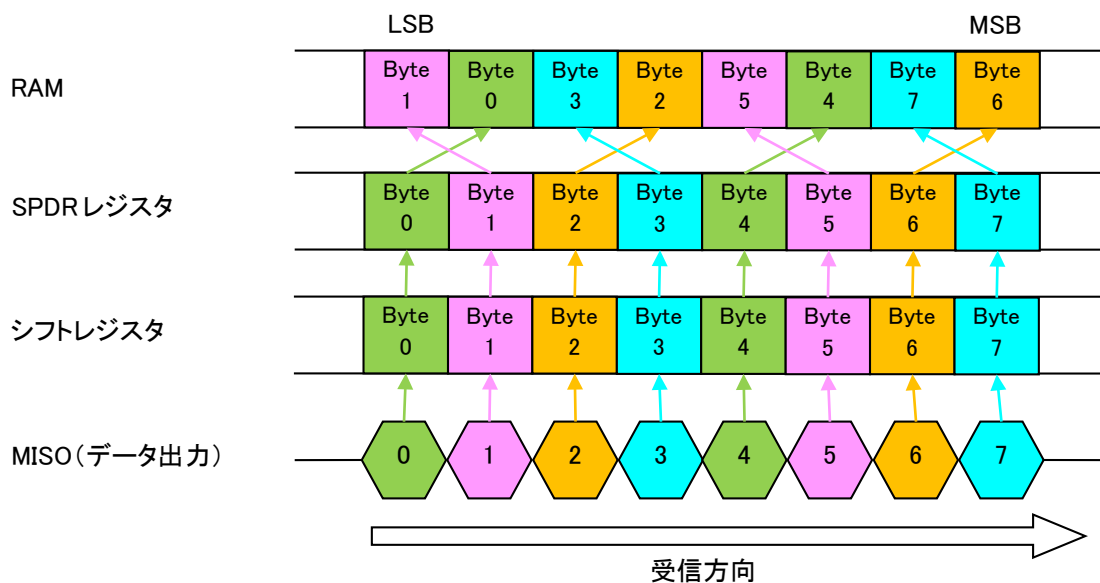 LSB MSB
RAM
Byte Byte Byte Byte Byte Byte Byte Byte
1 0 3 2 5 4 7 6
SPDRレジスタ
Byte Byte Byte Byte Byte Byte Byte Byte
0 1 2 3 4 5 6 7
シフトレジスタ
Byte Byte Byte Byte Byte Byte Byte Byte
0 1 2 3 4 5 6 7
MISO(データ出力) 0 1 2 3 4 5 6 7
受信方向